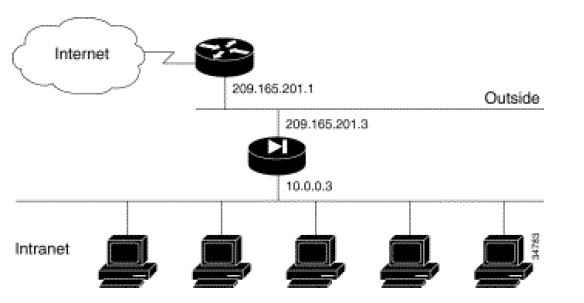 Internet
209.165.201.1
Outside
209.165.201.3
10.0.0.3
Intranet
34783